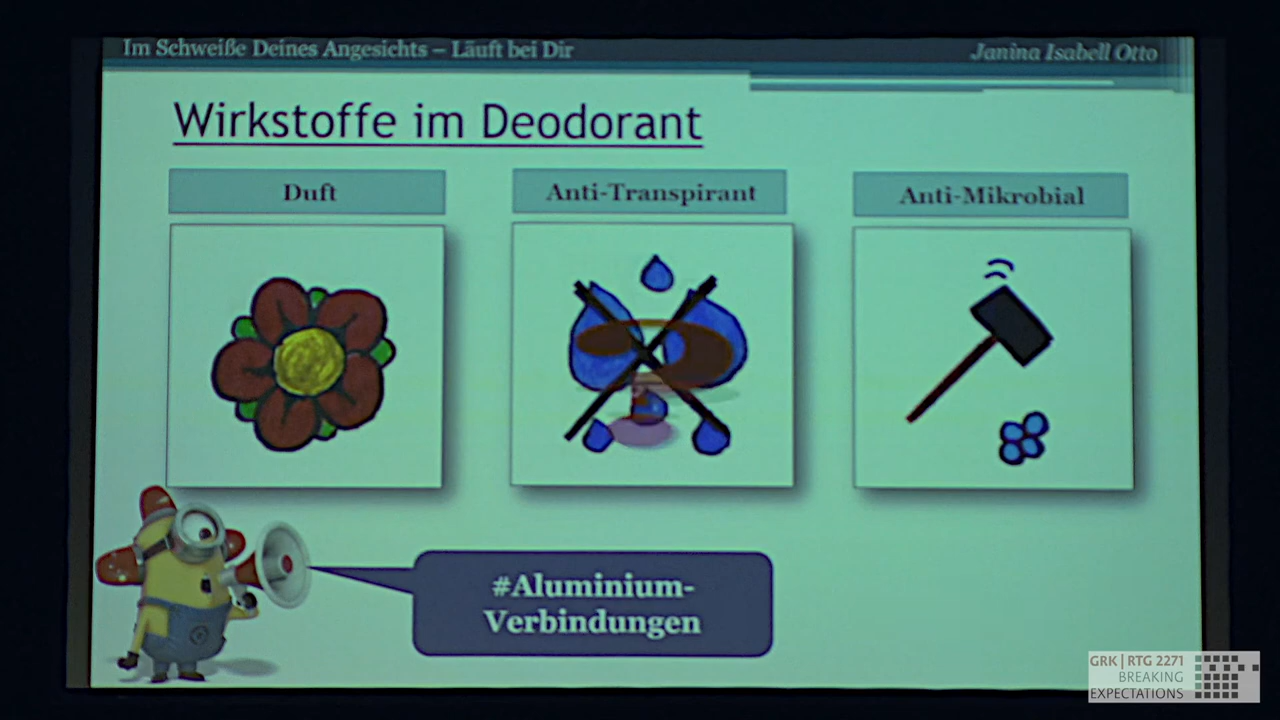 Im Schweiße Deines Angesichts – Läuft bei Dir
Janina Isabell Otto
Wirkstoffe im Deodorant
Duft
Anti-Transpirant
Anti-Mikrobial
#Aluminium-
Verbindungen
GRK | RTG 2271
BREAKING
EXPECTATIONS